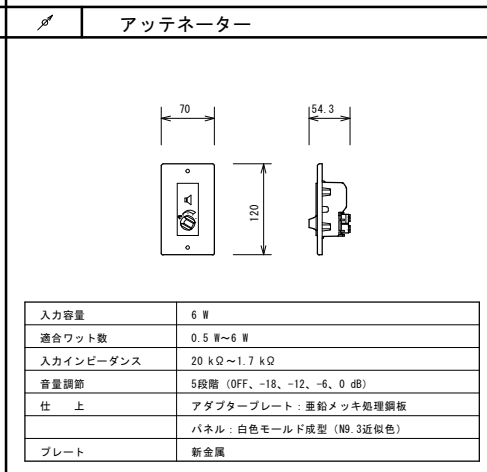 アッテネーター
70
54.3
120
入力容量 6 W
適合ワット数 0.5 W～6 W
入力インピーダンス 20 kΩ～1.7 kΩ
音量調節 5段階 (OFF、-18、-12、-6、0 dB)
仕 上 アダプタープレート：亜鉛メッキ処理鋼板
パネル：白色モールド成型 (N9.3近似色)
プレート 新金属